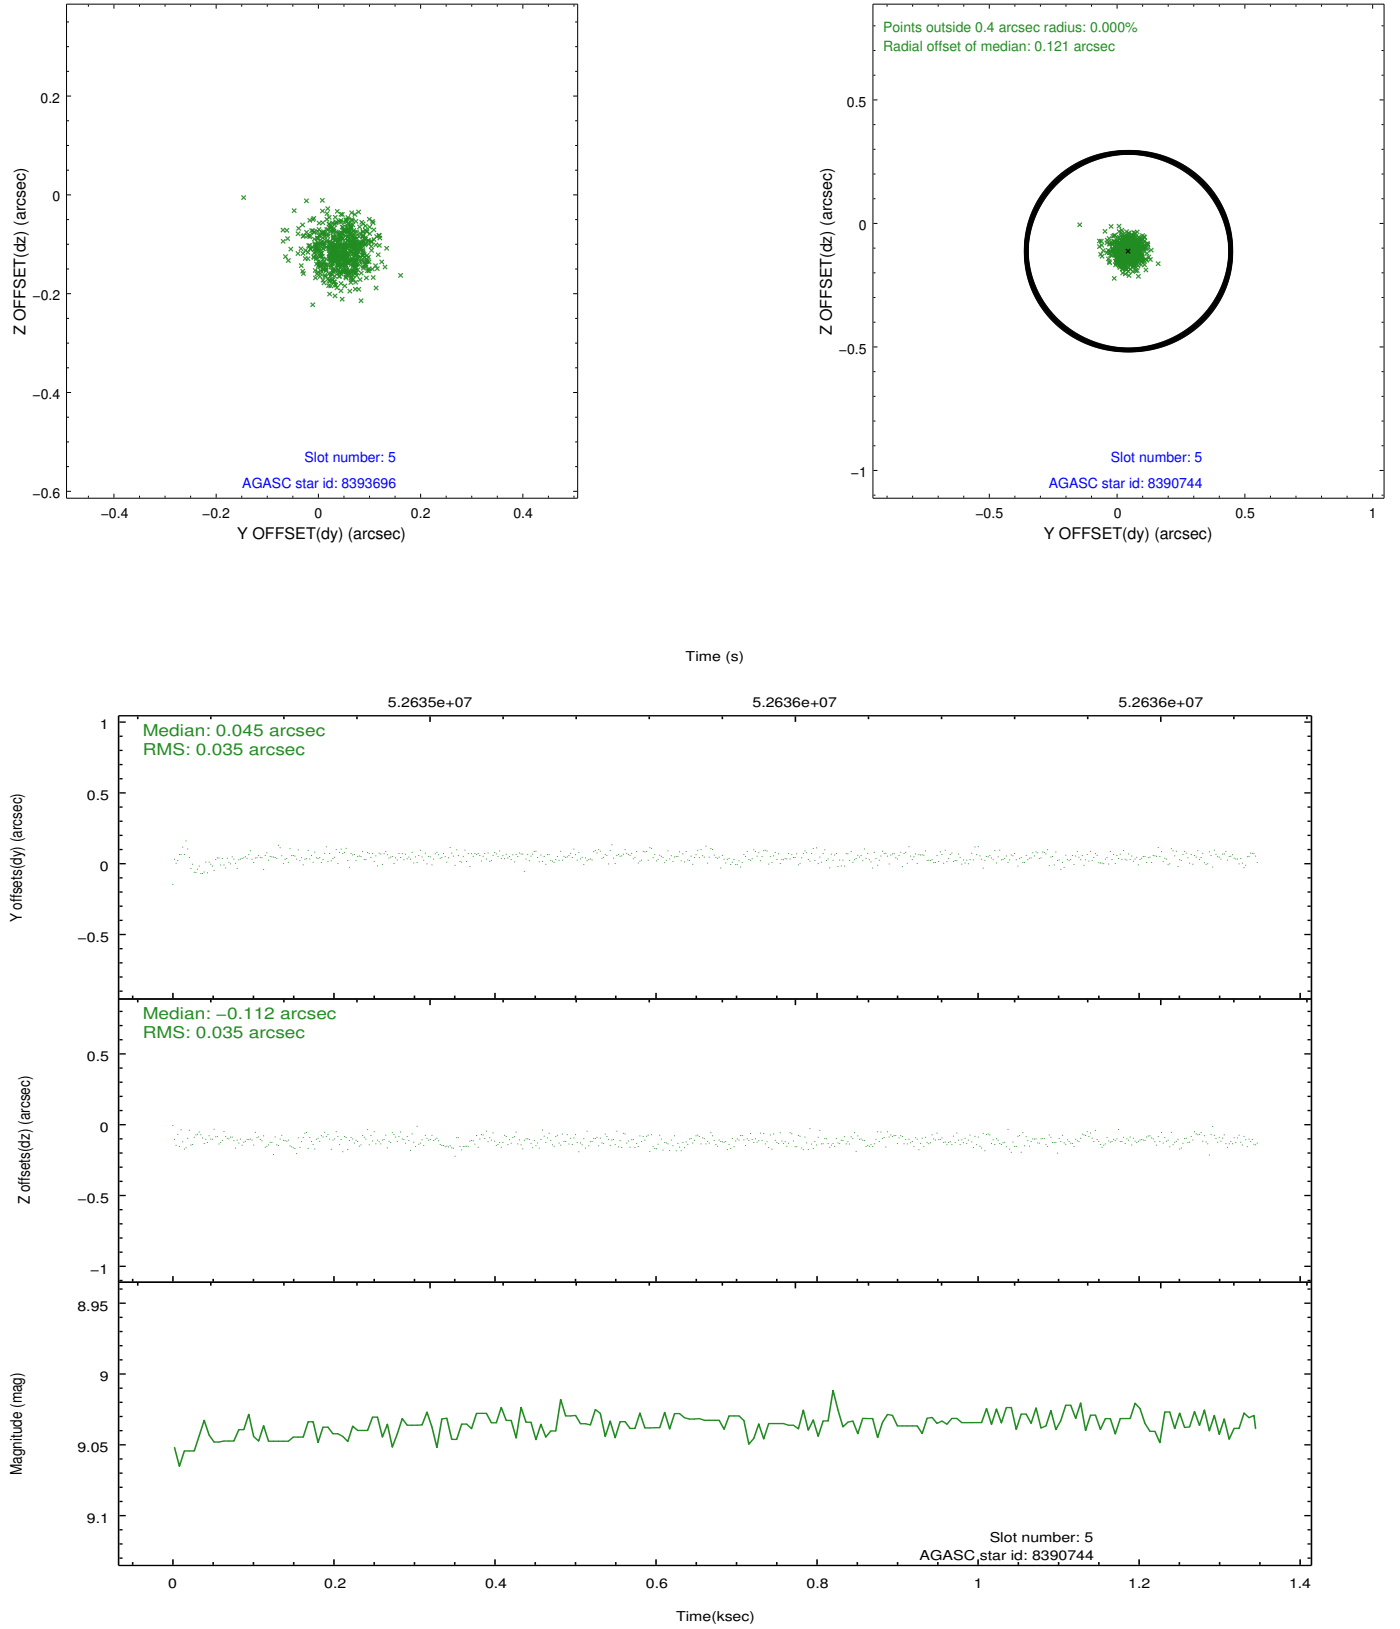 0.2
0
−0.2
−0.4
−0.6
Z OFFSET(dz) (arcsec)
Slot number: 5
AGASC star id: 8393696
−0.4 −0.2 0 0.2 0.4
Y OFFSET(dy) (arcsec)
Points outside 0.4 arcsec radius: 0.000%
Radial offset of median: 0.121 arcsec
0.5
0
−0.5
−1
Z OFFSET(dz) (arcsec)
Slot number: 5
AGASC star id: 8390744
−0.5 0 0.5 1
Y OFFSET(dy) (arcsec)
Time (s)
5.2635e+07 5.2636e+07 5.2636e+07
Median: 0.045 arcsec
RMS: 0.035 arcsec
1
0.5
0
−0.5
Y offsets(dy) (arcsec)
Median: −0.112 arcsec
RMS: 0.035 arcsec
0.5
0
−0.5
−1
Z offsets(dz) (arcsec)
8.95
9
9.05
9.1
Magnitude (mag)
Slot number: 5
AGASC star id: 8390744
0 0.2 0.4 0.6 0.8 1 1.2 1.4
Time(ksec)